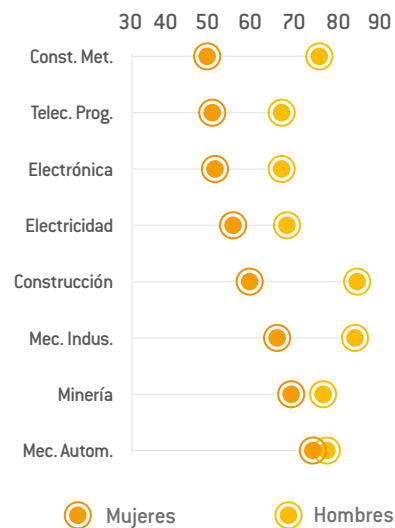 30 40 50 60 70 80 90
Const. Met.
Telec. Prog.
Electrónica
Electricidad
Construcción
Mec. Indus.
Minería
Mec. Autom.
Mujeres Hombres